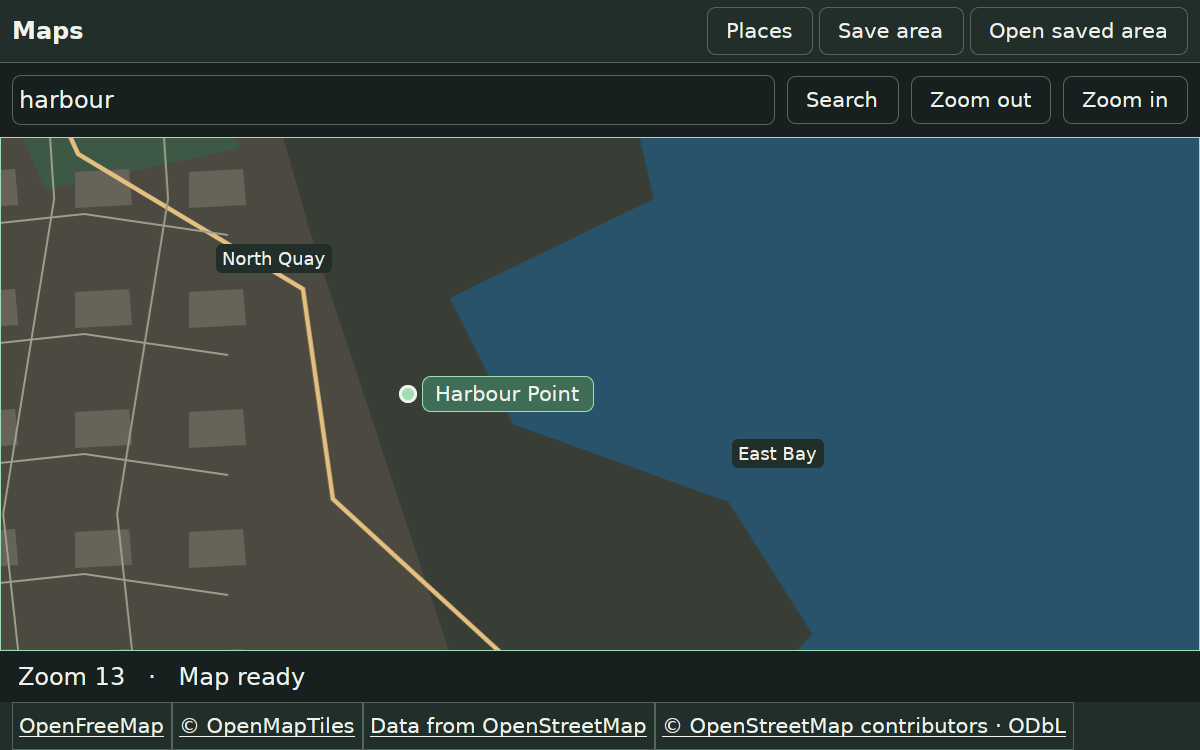 Maps
Places
Save area
Open saved area
harbour
Search
Zoom out
Zoom in
North Quay
Harbour Point
East Bay
Zoom 13 · Map ready
OpenFreeMap
© OpenMapTiles
Data from OpenStreetMap
© OpenStreetMap contributors · ODbL